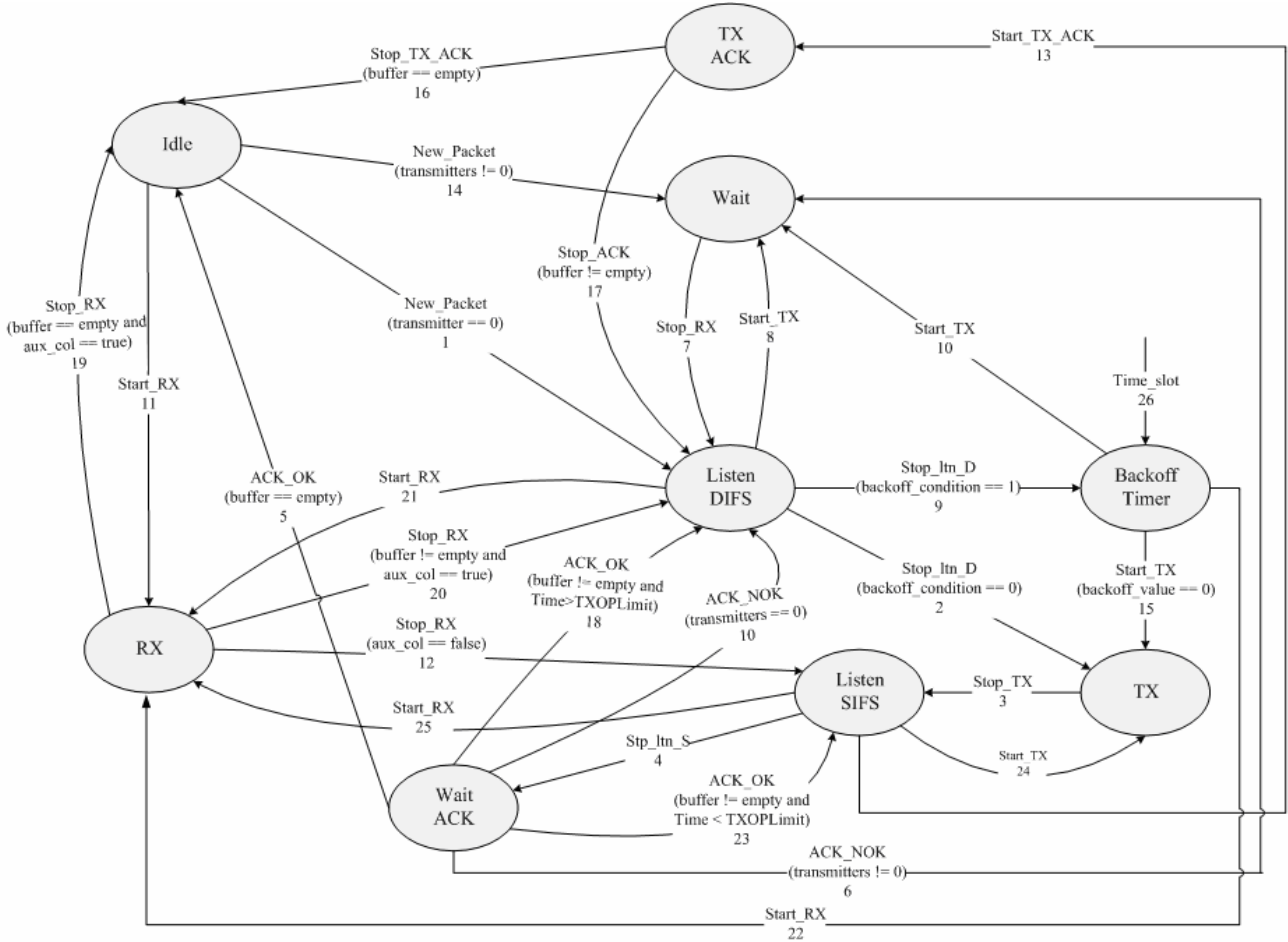 TX
ACK
Start_TX_ACK
13
Stop_TX_ACK
(buffer == empty)
16
Idle
New_Packet
(transmitters != 0)
14
Wait
Stop_ACK
(buffer != empty)
17
New_Packet
(transmitter == 0)
1
Stop_RX
(buffer == empty and
aux_col == true)
19
Start_RX
11
Stop_RX
7
Start_TX
8
Start_TX
10
Time_slot
26
ACK_OK
(buffer == empty)
5
Start_RX
21
Listen
DIFS
Stop_ltn_D
(backoff_condition == 1)
9
Backoff
Timer
Stop_RX
(buffer != empty and
aux_col == true)
20
ACK_OK
(buffer != empty and
Time>TXOPLimit)
18
ACK_NOK
(transmitters == 0)
10
Stop_ltn_D
(backoff_condition == 0)
2
Start_TX
(backoff_value == 0)
15
RX
Stop_RX
(aux_col == false)
12
Listen
SIFS
Stop_TX
3
TX
Start_RX
25
Stp_ltn_S
4
Start_TX
24
Wait
ACK
ACK_OK
(buffer != empty and
Time < TXOPLimit)
23
ACK_NOK
(transmitters != 0)
6
Start_RX
22